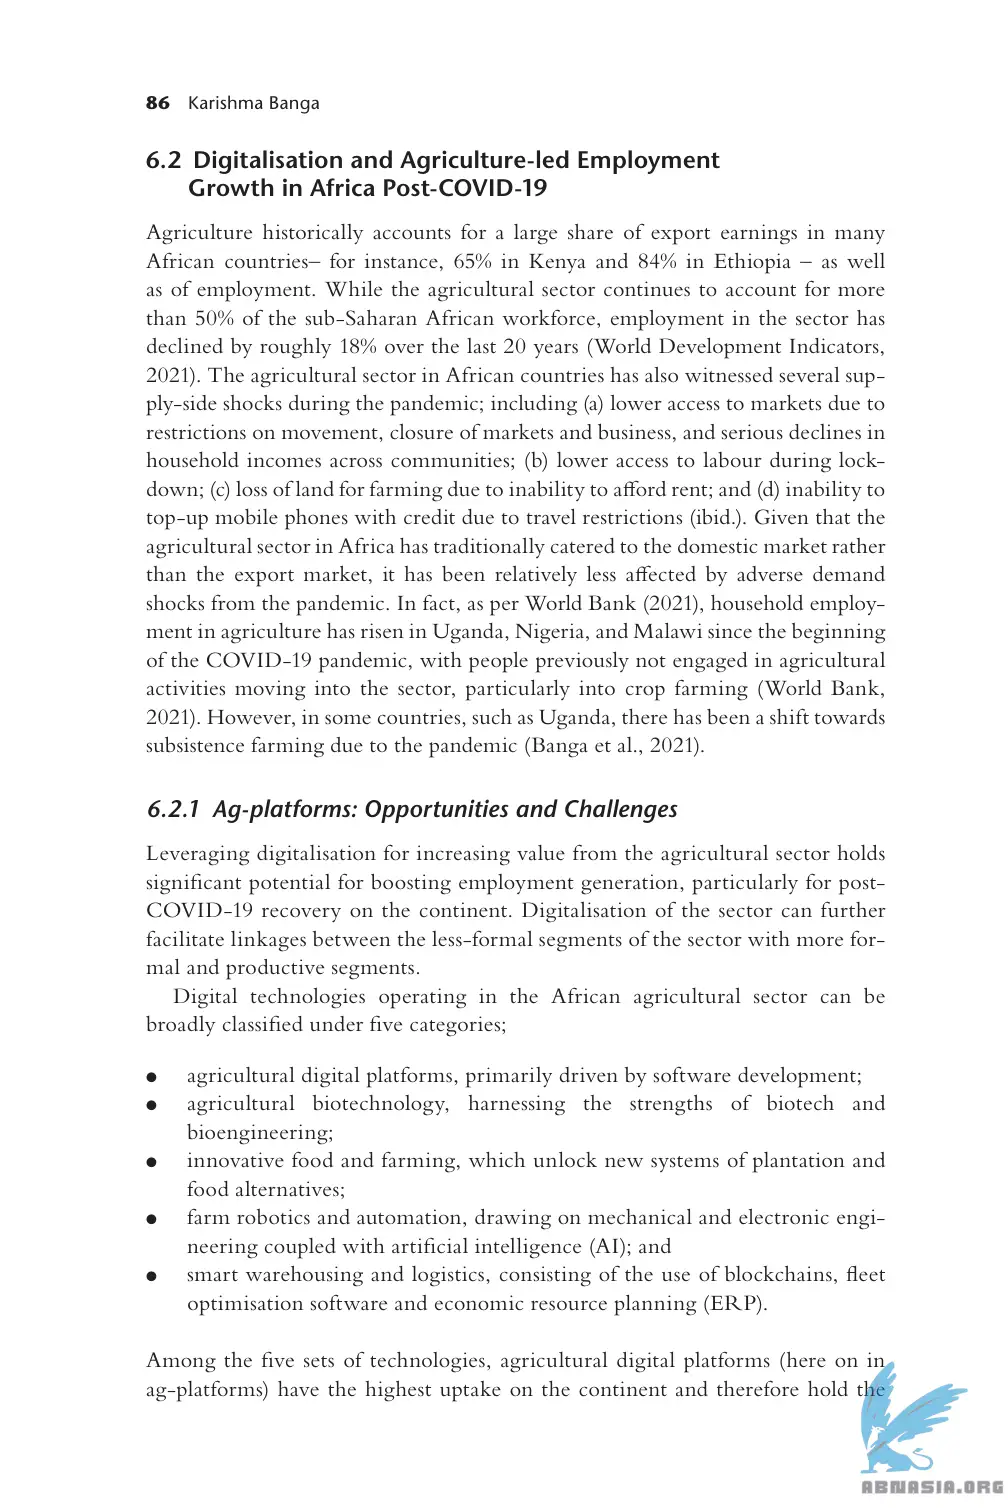 86 Karishma Banga
6.2 Digitalisation and Agriculture-led Employment
Growth in Africa Post-COVID-19
Agriculture historically accounts for a large share of export earnings in many
African countries– for instance, 65% in Kenya and 84% in Ethiopia – as well
as of employment. While the agricultural sector continues to account for more
than 50% of the sub-Saharan African workforce, employment in the sector has
declined by roughly 18% over the last 20 years (World Development Indicators,
2021). The agricultural sector in African countries has also witnessed several sup-
ply-side shocks during the pandemic; including (a) lower access to markets due to
restrictions on movement, closure of markets and business, and serious declines in
household incomes across communities; (b) lower access to labour during lock-
down; (c) loss of land for farming due to inability to afford rent; and (d) inability to
top-up mobile phones with credit due to travel restrictions (ibid.). Given that the
agricultural sector in Africa has traditionally catered to the domestic market rather
than the export market, it has been relatively less affected by adverse demand
shocks from the pandemic. In fact, as per World Bank (2021), household employ-
ment in agriculture has risen in Uganda, Nigeria, and Malawi since the beginning
of the COVID-19 pandemic, with people previously not engaged in agricultural
activities moving into the sector, particularly into crop farming (World Bank,
2021). However, in some countries, such as Uganda, there has been a shift towards
subsistence farming due to the pandemic (Banga et al., 2021).
6.2.1 Ag-platforms: Opportunities and Challenges
Leveraging digitalisation for increasing value from the agricultural sector holds
significant potential for boosting employment generation, particularly for post-
COVID-19 recovery on the continent. Digitalisation of the sector can further
facilitate linkages between the less-formal segments of the sector with more for-
mal and productive segments.
Digital technologies operating in the African agricultural sector can be
broadly classified under five categories;
● agricultural digital platforms, primarily driven by software development;
● agricultural biotechnology, harnessing the strengths of biotech and
bioengineering;
● innovative food and farming, which unlock new systems of plantation and
food alternatives;
● farm robotics and automation, drawing on mechanical and electronic engi-
neering coupled with artificial intelligence (AI); and
● smart warehousing and logistics, consisting of the use of blockchains, fleet
optimisation software and economic resource planning (ERP).
Among the five sets of technologies, agricultural digital platforms (here on in
ag-platforms) have the highest uptake on the continent and therefore hold the
ABNASIA.ORG